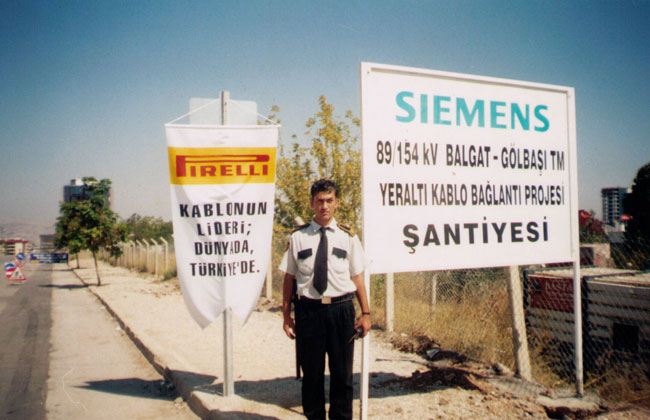 PIRELLI
KABLONUN
LİDERİ;
DÜNYADA,
TÜRKİYE'DE.
SIEMENS
89/154 kV BALGAT - GÖLBAŞI TM
YERALTI KABLO BAĞLANTI PROJESİ
ŞANTİYESİ